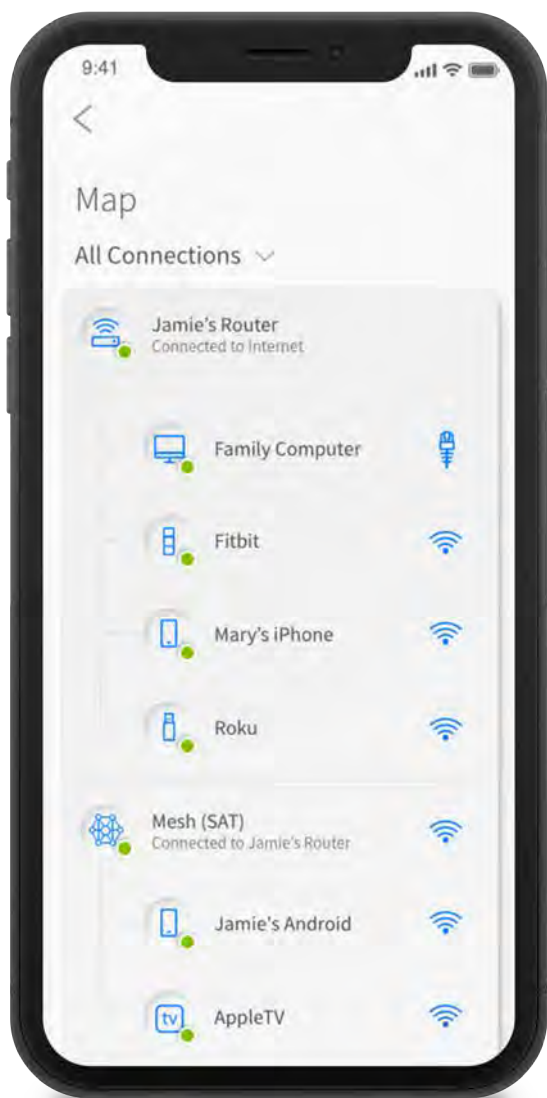 9:41
Map
All Connections
Jamie's Router
Connected to Internet
Family Computer
Fitbit
Mary's iPhone
Roku
Mesh (SAT)
Connected to Jamie's Router
Jamie's Android
tv
AppleTV